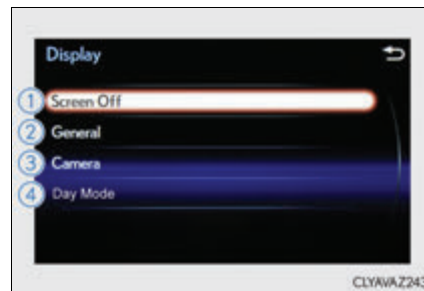 Display
1 Screen Off
2 General
3 Camera
4 Day Mode
CLYAVAZ243